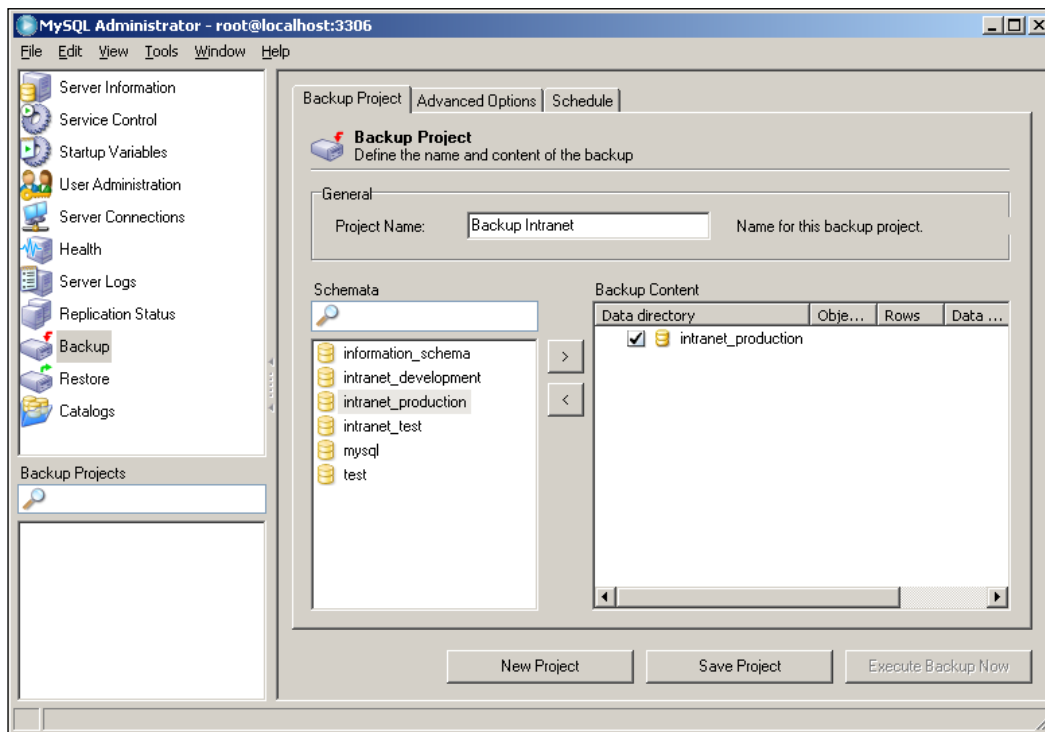 MySQL Administrator - root@localhost:3306
File Edit View Tools Window Help
Server Information
Service Control
Startup Variables
User Administration
Server Connections
Health
Server Logs
Replication Status
Backup
Restore
Catalogs
Backup Projects
Backup Project Advanced Options Schedule
Backup Project
Define the name and content of the backup
General
Project Name: Backup Intranet Name for this backup project.
Schemata
information_schema
intranet_development
intranet_production
intranet_test
mysql
test
>
<
Backup Content
Data directory Obje... Rows Data ...
intranet_production
New Project Save Project Execute Backup Now